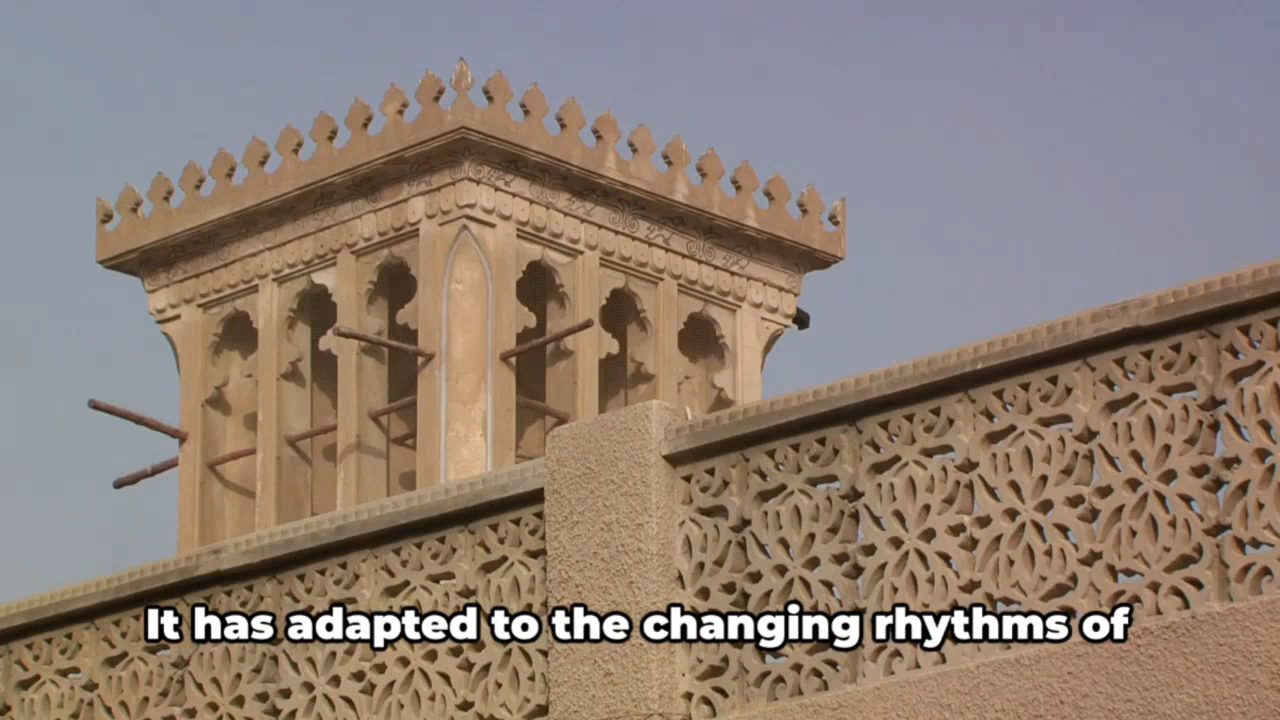 It has adapted to the changing rhythms of